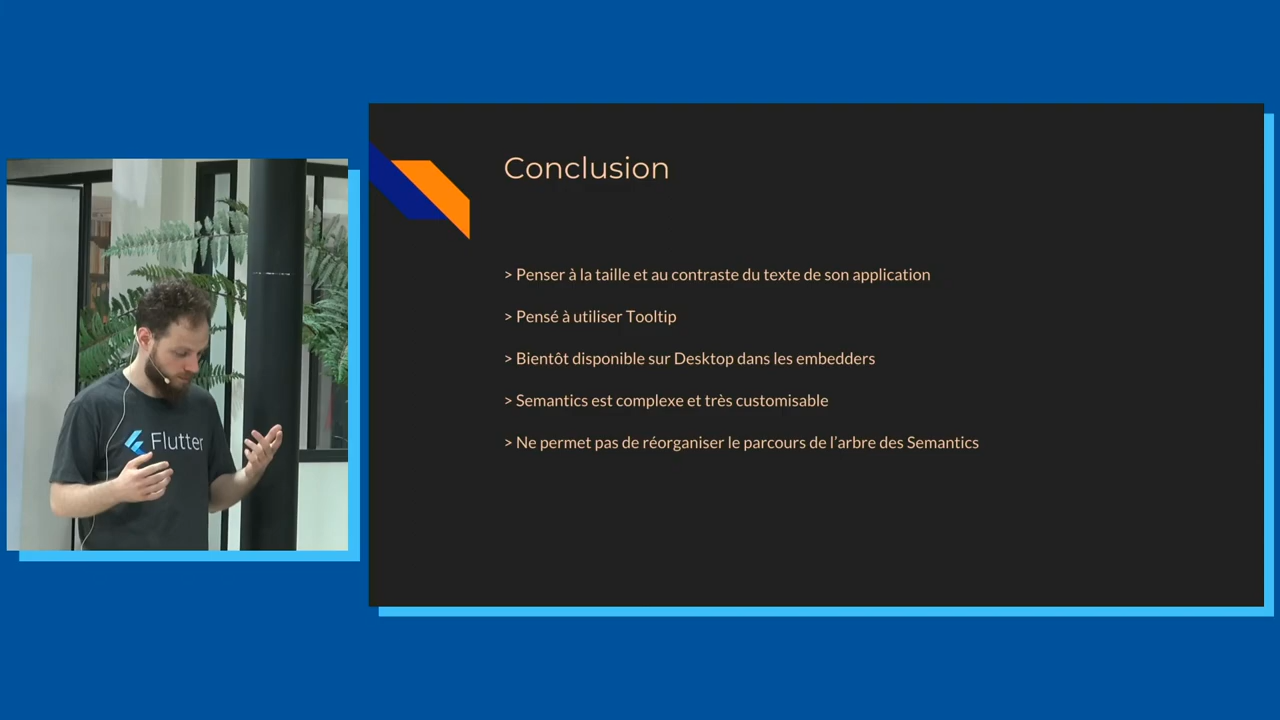 Conclusion
> Penser à la taille et au contraste du texte de son application
> Pensé à utiliser Tooltip
> Bientôt disponible sur Desktop dans les embedders
> Semantics est complexe et très customisable
> Ne permet pas de réorganiser le parcours de l'arbre des Semantics
Flutter